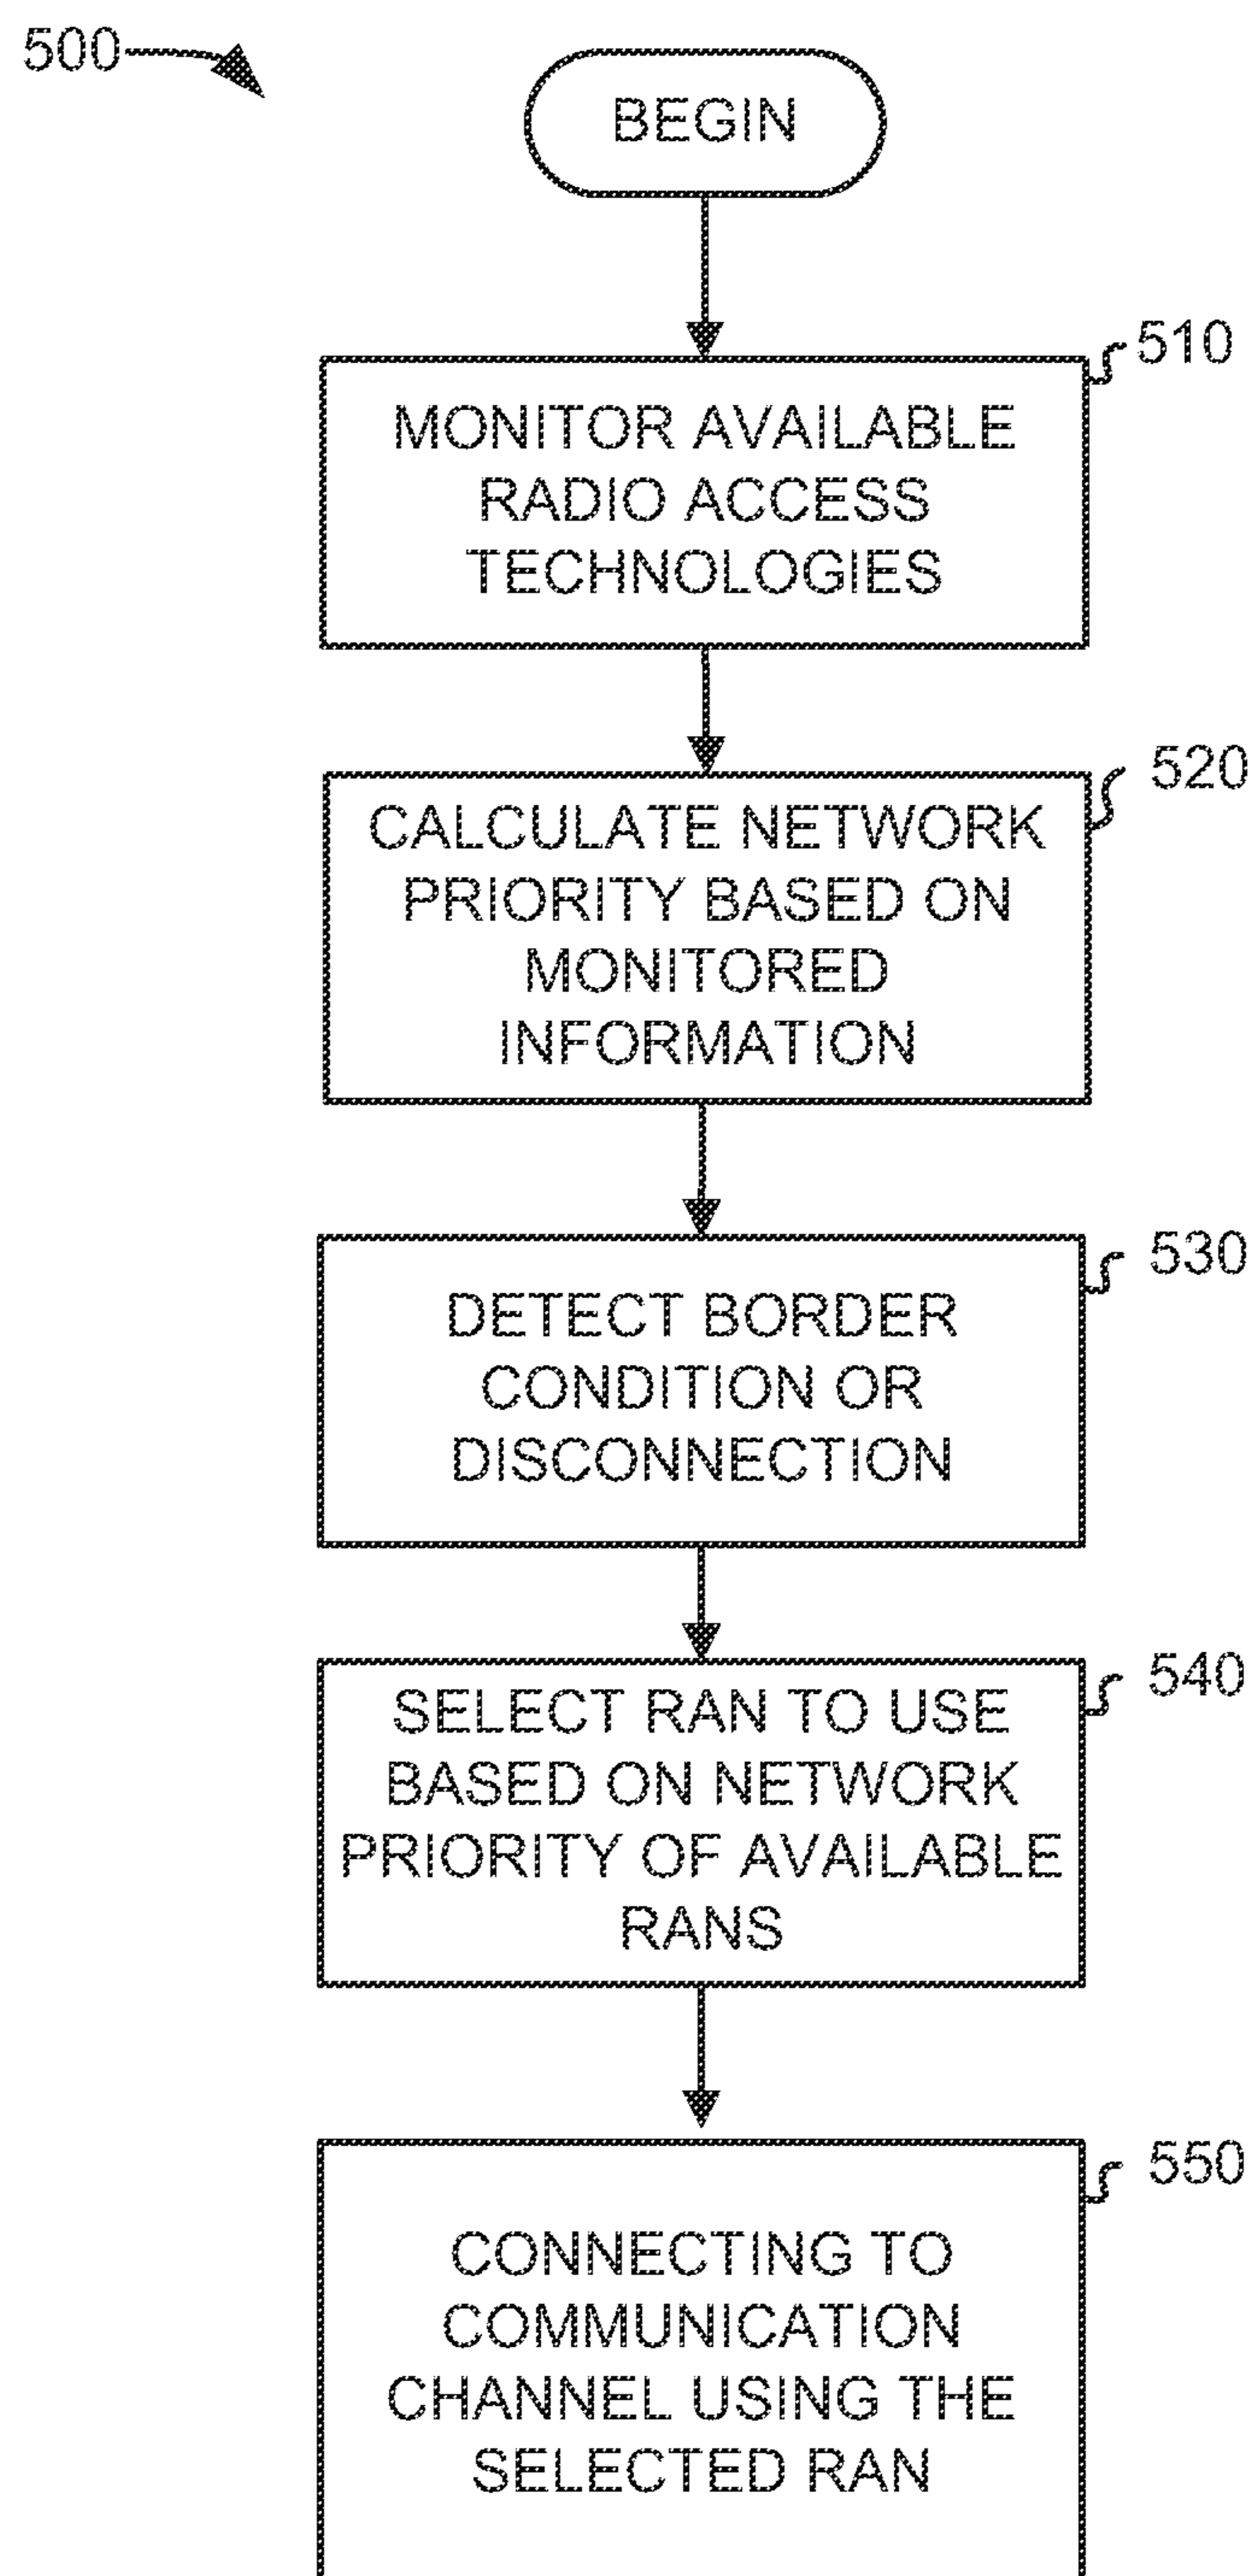 500
BEGIN
510
MONITOR AVAILABLE
RADIO ACCESS
TECHNOLOGIES
520
CALCULATE NETWORK
PRIORITY BASED ON
MONITORED
INFORMATION
530
DETECT BORDER
CONDITION OR
DISCONNECTION
540
SELECT RAN TO USE
BASED ON NETWORK
PRIORITY OF AVAILABLE
RANS
550
CONNECTING TO
COMMUNICATION
CHANNEL USING THE
SELECTED RAN